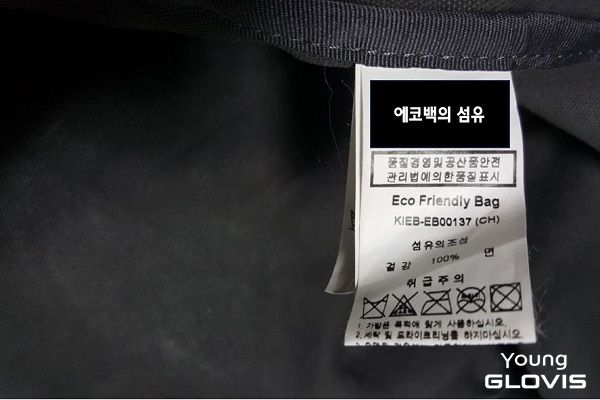 에코백의 섬유
품질경영및공산품안전
관리법에의한품질표시
Eco Friendly Bag
KIEB-EB00137 (CH)
섬유의조성
겉감 100% 면
취급주의
1.가방은 목적에 맞게 사용하십시오.
2.세탁 및 드라이크리닝을 하지마십시오.
Young
GLOVIS